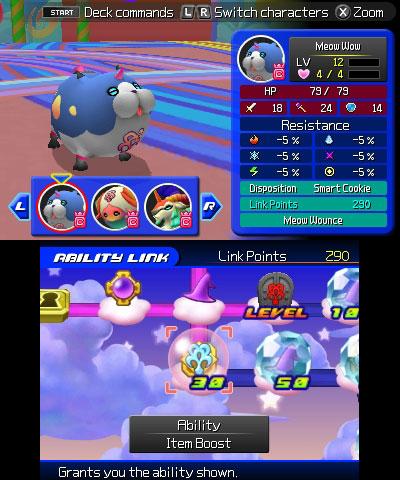 START Deck commands L R Switch characters X Zoom
Meow Wow
LV 12
4 / 4
HP 79 / 79
18 24 14
Resistance
-5 % -5 %
-5 % -5 %
-5 % -5 %
Disposition Smart Cookie
Link Points 290
Meow Wounce
L R
ABILITY LINK Link Points 290
LEVEL 10
30 50
Ability
Item Boost
Grants you the ability shown.